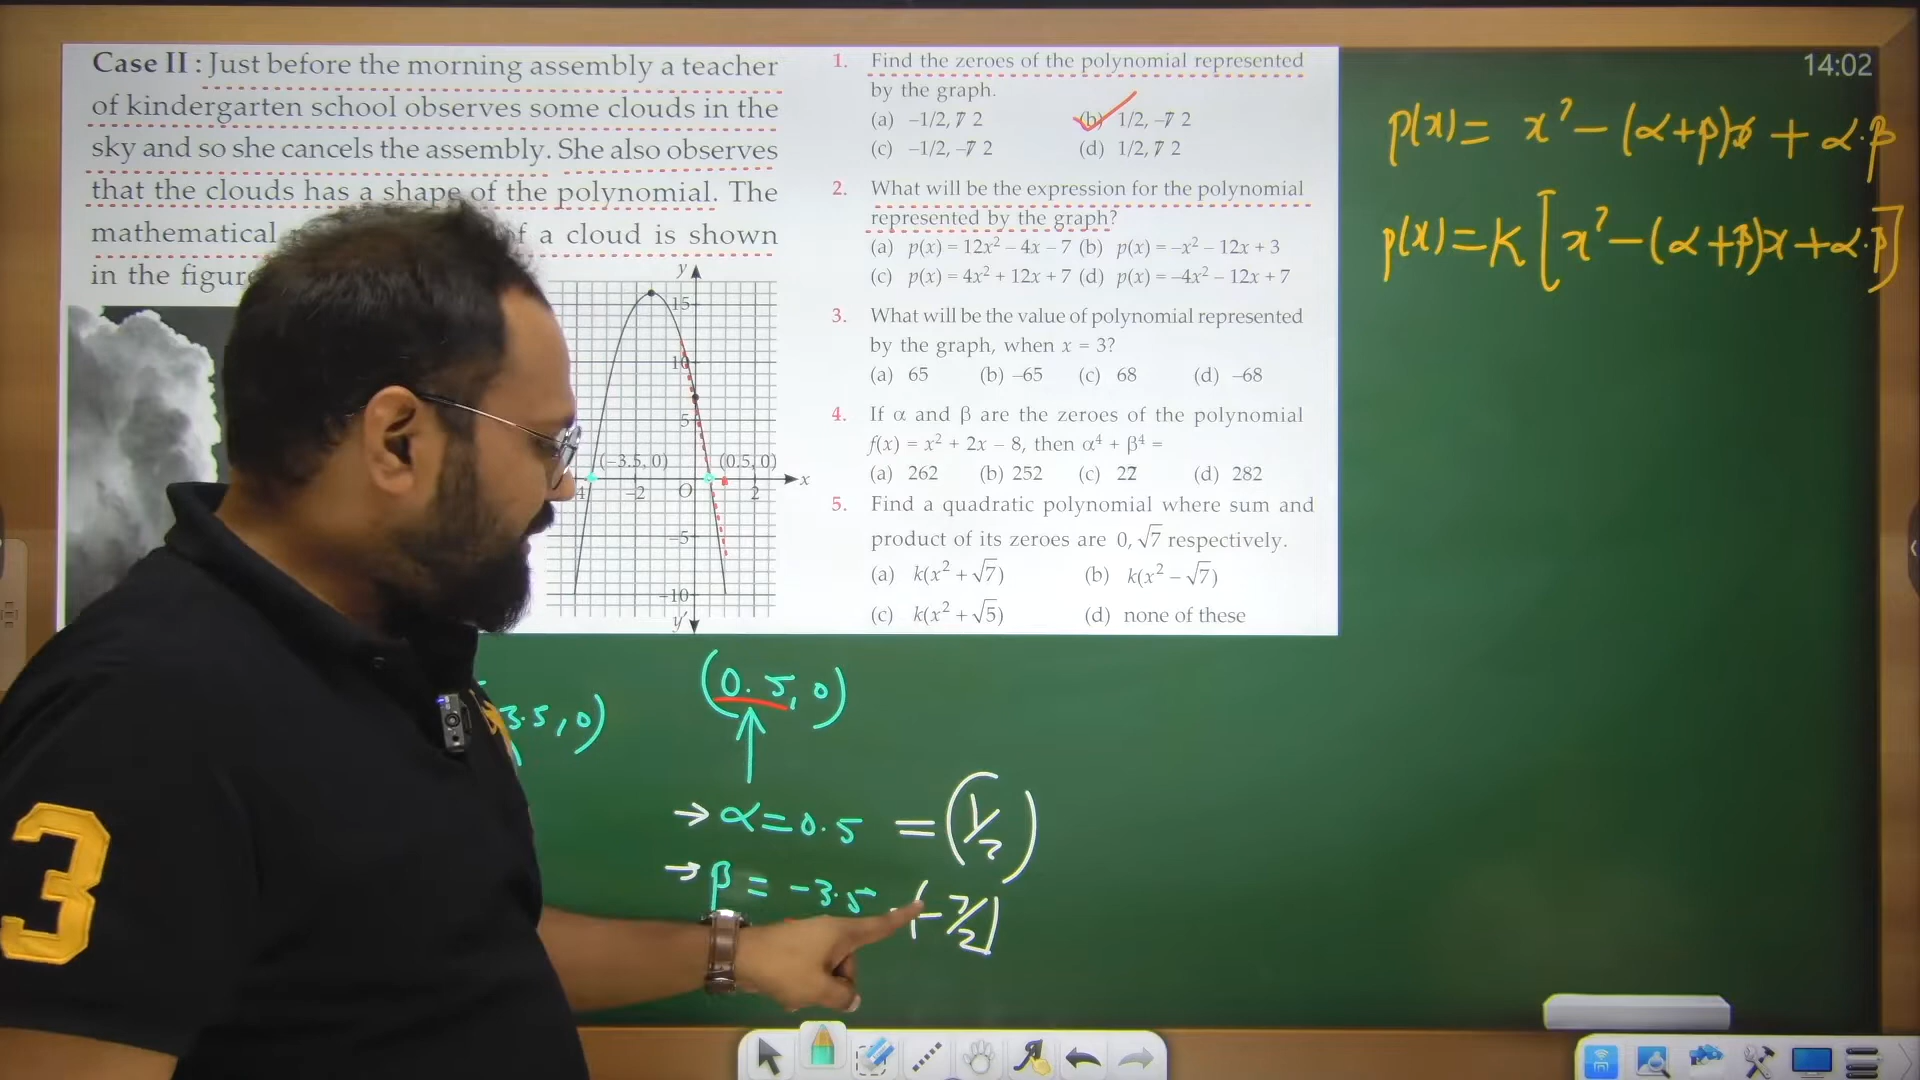 Case II : Just before the morning assembly a teacher
of kindergarten school observes some clouds in the
sky and so she cancels the assembly. She also observes
that the clouds has a shape of the polynomial. The
mathematical of a cloud is shown
in the figure
y
15
10
5
(–3.5, 0) (0.5, 0)
4 –2 O 2 x
–5
–10
y′
1. Find the zeroes of the polynomial represented
by the graph.
(a) –1/2, 7 2 (b) 1/2, –7 2
(c) –1/2, –7 2 (d) 1/2, 7 2
2. What will be the expression for the polynomial
represented by the graph?
(a) p(x) = 12x² – 4x – 7 (b) p(x) = –x² – 12x + 3
(c) p(x) = 4x² + 12x + 7 (d) p(x) = –4x² – 12x + 7
3. What will be the value of polynomial represented
by the graph, when x = 3?
(a) 65 (b) –65 (c) 68 (d) –68
4. If α and β are the zeroes of the polynomial
f(x) = x² + 2x – 8, then α⁴ + β⁴ =
(a) 262 (b) 252 (c) 22 (d) 282
5. Find a quadratic polynomial where sum and
product of its zeroes are 0, √7 respectively.
(a) k(x² + √7) (b) k(x² – √7)
(c) k(x² + √5) (d) none of these
14:02
p(x) = x² – (α+β)x + α.β
p(x) = K [x² – (α+β)x + α.β]
3.5, 0) (0.5, 0)
→ α = 0.5 = (1/2)
→ β = –3.5 (–7/2)
3